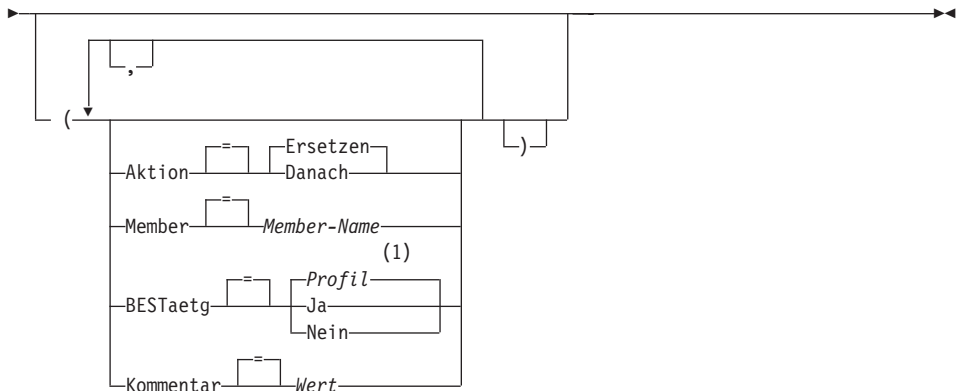 ,
(
)
Aktion = Ersetzen
Danach
Member = Member-Name
(1)
BESTaetg = Profil
Ja
Nein
Kommentar = Wert